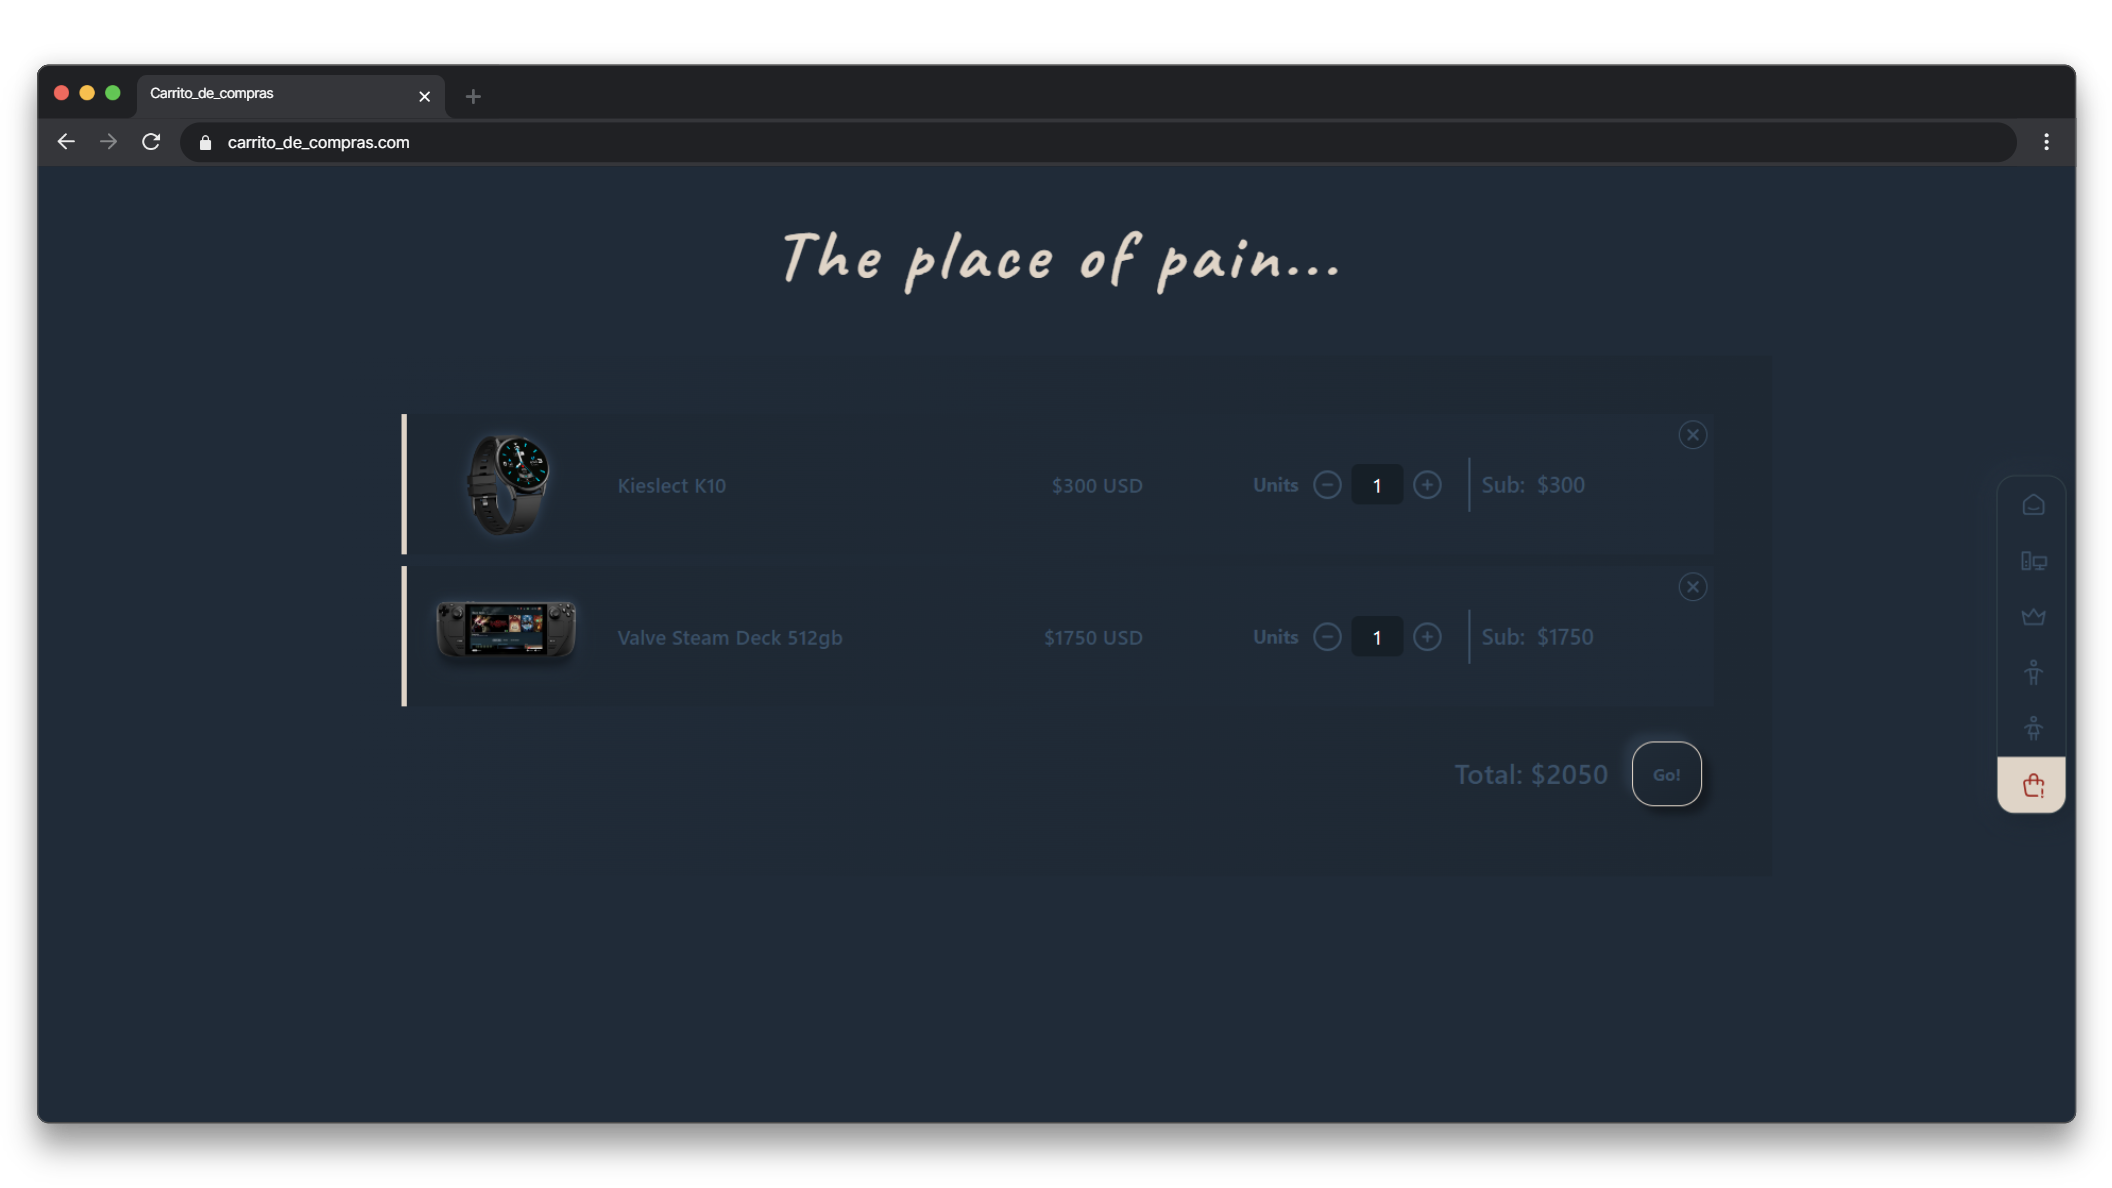 Carrito_de_compras
carrito_de_compras.com
The place of pain...
Kieslect K10 $300 USD Units 1 Sub: $300
Valve Steam Deck 512gb $1750 USD Units 1 Sub: $1750
Total: $2050 Go!